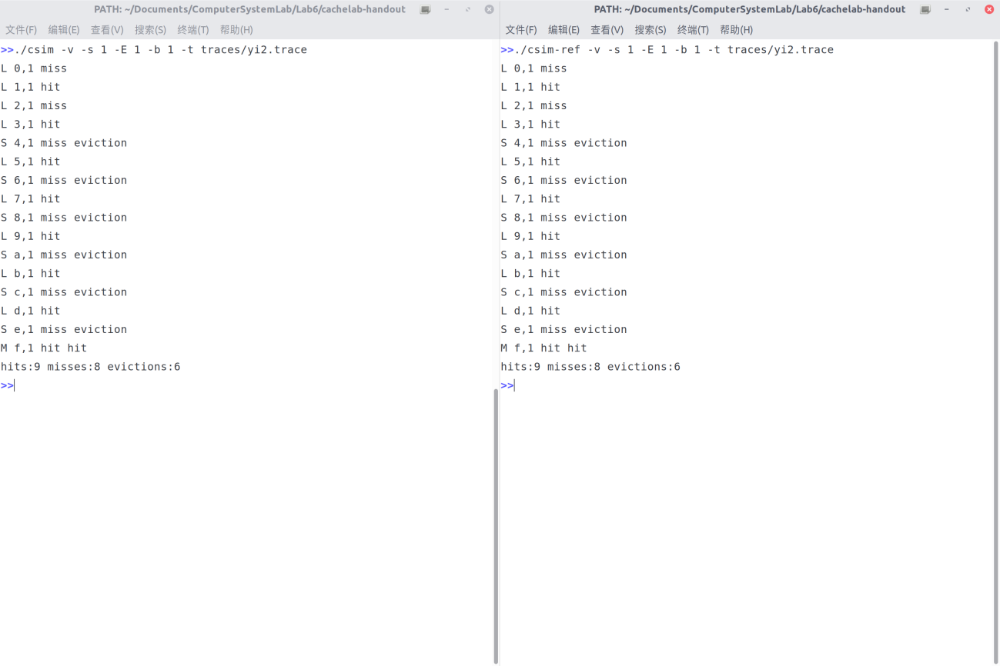 PATH: ~/Documents/ComputerSystemLab/Lab6/cachelab-handout
文件(F) 编辑(E) 查看(V) 搜索(S) 终端(T) 帮助(H)
>>./csim -v -s 1 -E 1 -b 1 -t traces/yi2.trace
L 0,1 miss
L 1,1 hit
L 2,1 miss
L 3,1 hit
S 4,1 miss eviction
L 5,1 hit
S 6,1 miss eviction
L 7,1 hit
S 8,1 miss eviction
L 9,1 hit
S a,1 miss eviction
L b,1 hit
S c,1 miss eviction
L d,1 hit
S e,1 miss eviction
M f,1 hit hit
hits:9 misses:8 evictions:6
>>
PATH: ~/Documents/ComputerSystemLab/Lab6/cachelab-handout
文件(F) 编辑(E) 查看(V) 搜索(S) 终端(T) 帮助(H)
>>./csim-ref -v -s 1 -E 1 -b 1 -t traces/yi2.trace
L 0,1 miss
L 1,1 hit
L 2,1 miss
L 3,1 hit
S 4,1 miss eviction
L 5,1 hit
S 6,1 miss eviction
L 7,1 hit
S 8,1 miss eviction
L 9,1 hit
S a,1 miss eviction
L b,1 hit
S c,1 miss eviction
L d,1 hit
S e,1 miss eviction
M f,1 hit hit
hits:9 misses:8 evictions:6
>>